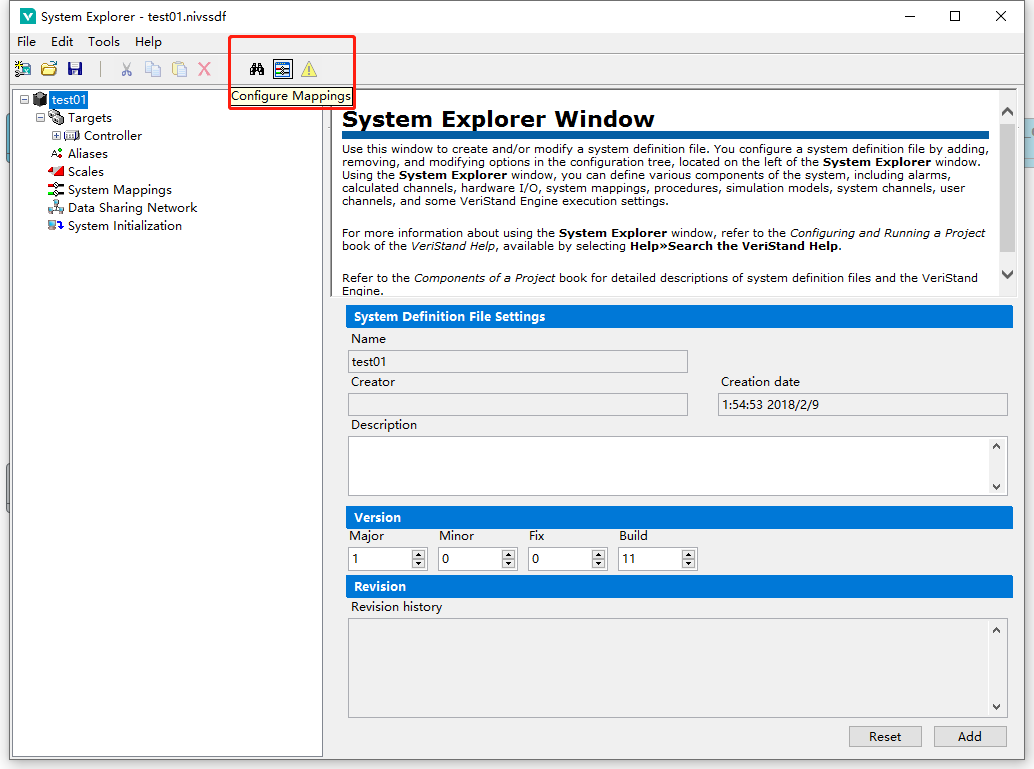 System Explorer - test01.nivssdf
File Edit Tools Help
Configure Mappings
test01
Targets
Controller
Aliases
Scales
System Mappings
Data Sharing Network
System Initialization
System Explorer Window
Use this window to create and/or modify a system definition file. You configure a system definition file by adding,
removing, and modifying options in the configuration tree, located on the left of the System Explorer window.
Using the System Explorer window, you can define various components of the system, including alarms,
calculated channels, hardware I/O, system mappings, procedures, simulation models, system channels, user
channels, and some VeriStand Engine execution settings.
For more information about using the System Explorer window, refer to the Configuring and Running a Project
book of the VeriStand Help, available by selecting Help»Search the VeriStand Help.
Refer to the Components of a Project book for detailed descriptions of system definition files and the VeriStand
Engine.
System Definition File Settings
Name
test01
Creator Creation date
1:54:53 2018/2/9
Description
Version
Major Minor Fix Build
1 0 0 11
Revision
Revision history
Reset Add